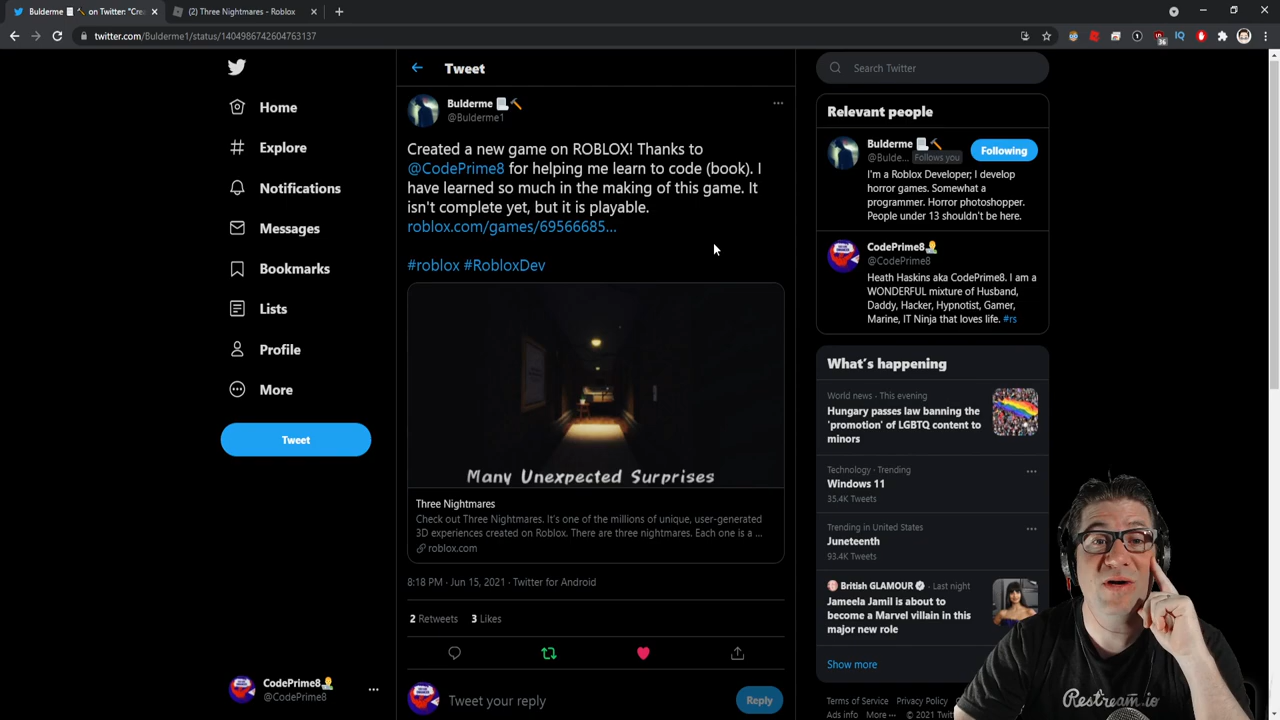 Bulderme 📃🔨 on Twitter: "Crea
(2) Three Nightmares - Roblox
twitter.com/Bulderme1/status/1404986742604763137
36
IQ
Home
Explore
Notifications
Messages
Bookmarks
Lists
Profile
More
Tweet
CodePrime8
@CodePrime8
Tweet
Bulderme 📃🔨
@Bulderme1
Created a new game on ROBLOX! Thanks to
@CodePrime8 for helping me learn to code (book). I
have learned so much in the making of this game. It
isn't complete yet, but it is playable.
roblox.com/games/69566685...
#roblox #RobloxDev
Many Unexpected Surprises
Three Nightmares
Check out Three Nightmares. It's one of the millions of unique, user-generated
3D experiences created on Roblox. There are three nightmares. Each one is a ...
roblox.com
8:18 PM · Jun 15, 2021 · Twitter for Android
2 Retweets 3 Likes
Tweet your reply
Reply
Search Twitter
Relevant people
Bulderme 📃🔨
@Bulde... Follows you
Following
I'm a Roblox Developer; I develop
horror games. Somewhat a
programmer. Horror photoshopper.
People under 13 shouldn't be here.
CodePrime8
@CodePrime8
Heath Haskins aka CodePrime8. I am a
WONDERFUL mixture of Husband,
Daddy, Hacker, Hypnotist, Gamer,
Marine, IT Ninja that loves life. #rs
What's happening
World news · This evening
Hungary passes law banning the
'promotion' of LGBTQ content to
minors
Technology · Trending
Windows 11
35.4K Tweets
Trending in United States
Juneteenth
93.4K Tweets
British GLAMOUR · Last night
Jameela Jamil is about to
become a Marvel villain in this
major new role
Show more
Terms of Service Privacy Policy
Ads info More ··· © 2021
Restream.io